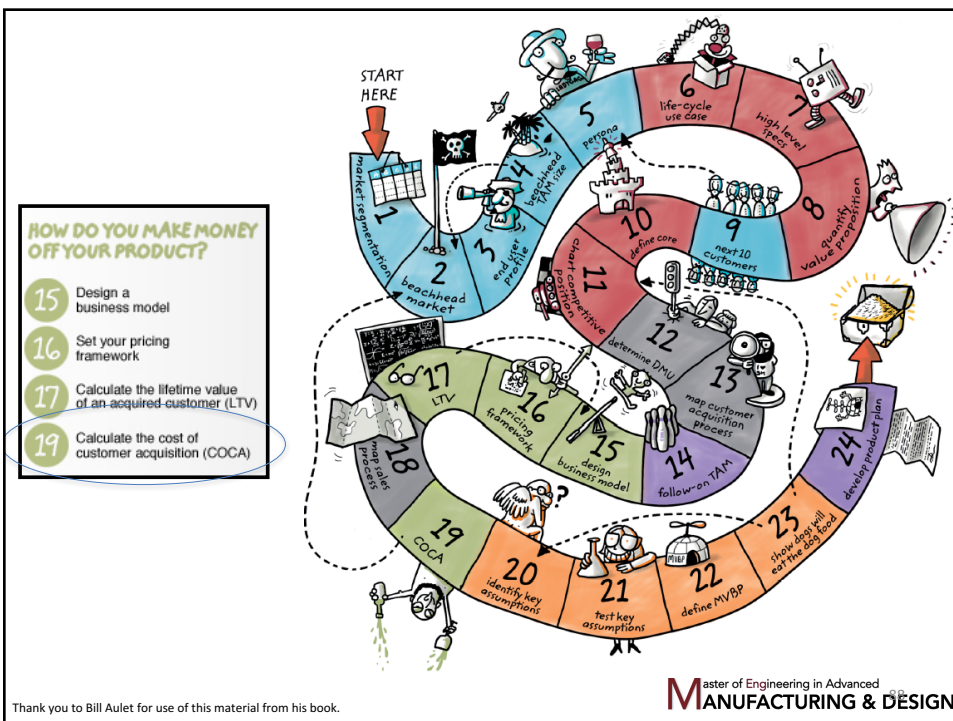 START
HERE
1
market segmentation
2
beachhead
market
3
end user
profile
4
beachhead
TAM size
5
persona
6
life-cycle
use case
7
high level
specs
8
quantify
value proposition
9
next 10
customers
10
define core
11
chart competitive
position
12
determine DMU
13
map customer
acquisition
process
14
follow-on TAM
15
design
business model
16
pricing
framework
17
LTV
18
map sales
process
19
COCA
20
identify key
assumptions
?
21
test key
assumptions
22
define MVBP
MVBP
23
show dogs will
eat the dog food
24
develop product plan
HOW DO YOU MAKE MONEY
OFF YOUR PRODUCT?
15 Design a
business model
16 Set your pricing
framework
17 Calculate the lifetime value
of an acquired customer (LTV)
19 Calculate the cost of
customer acquisition (COCA)
Thank you to Bill Aulet for use of this material from his book.
Master of Engineering in Advanced
MANUFACTURING & DESIGN
88